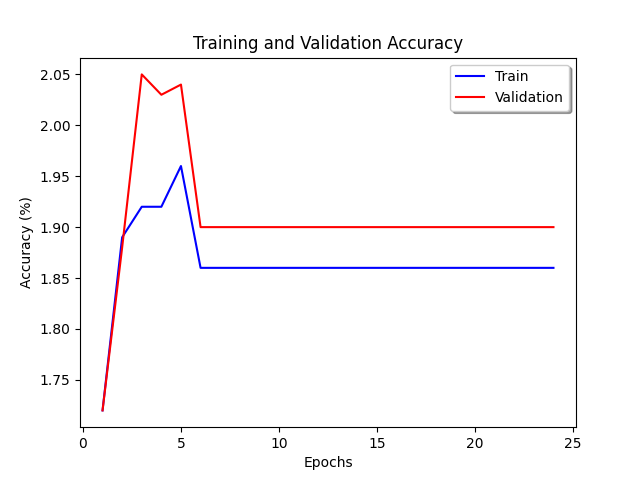 Training and Validation Accuracy
Train
Validation
2.05
2.00
1.95
1.90
1.85
1.80
1.75
Accuracy (%)
0 5 10 15 20 25
Epochs